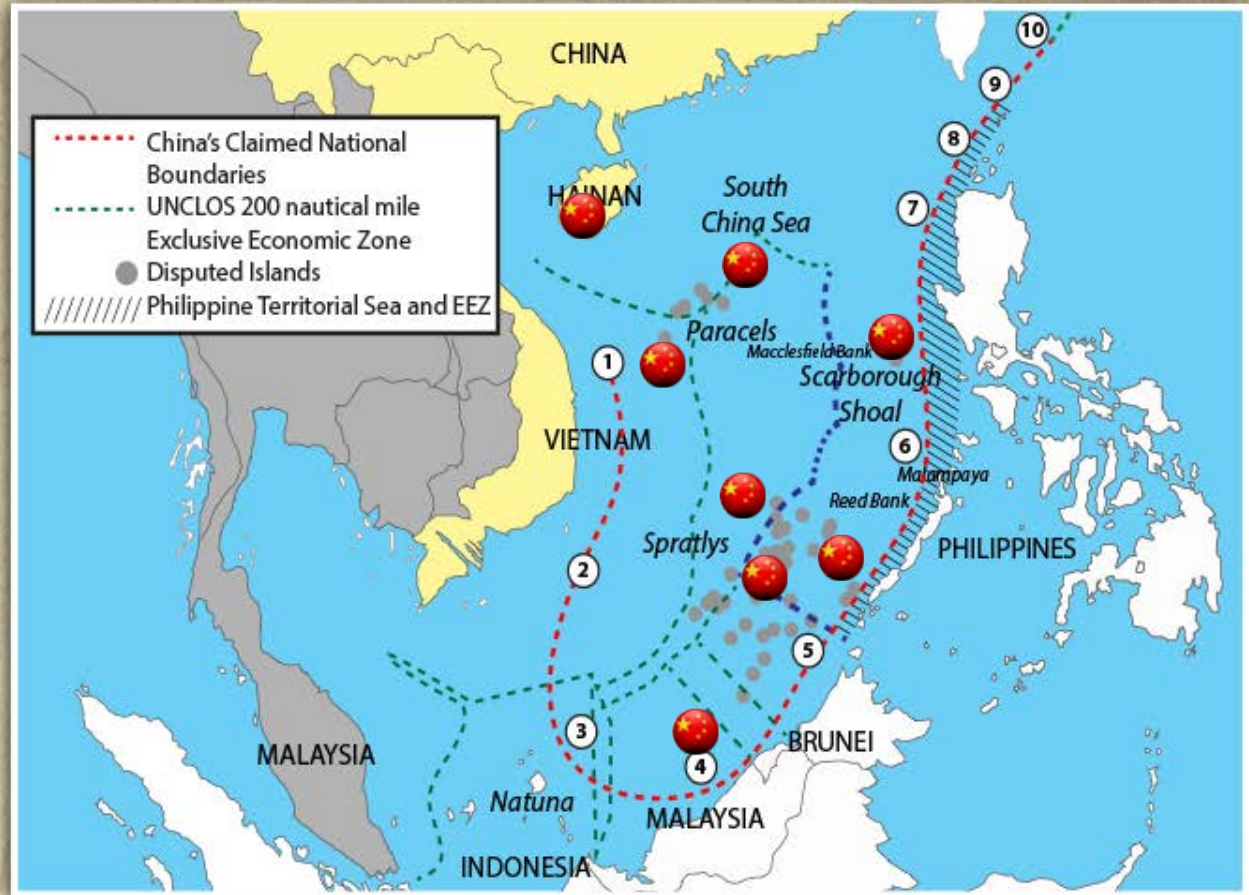 10
CHINA
9
China's Claimed National
Boundaries
UNCLOS 200 nautical mile
Exclusive Economic Zone
Disputed Islands
Philippine Territorial Sea and EEZ
8
HAINAN
South
China Sea
7
Paracels
Macclesfield Bank
Scarborough
Shoal
1
VIETNAM
6
Malampaya
Reed Bank
Spratlys
PHILIPPINES
2
5
3
4
BRUNEI
MALAYSIA
Natuna
MALAYSIA
INDONESIA